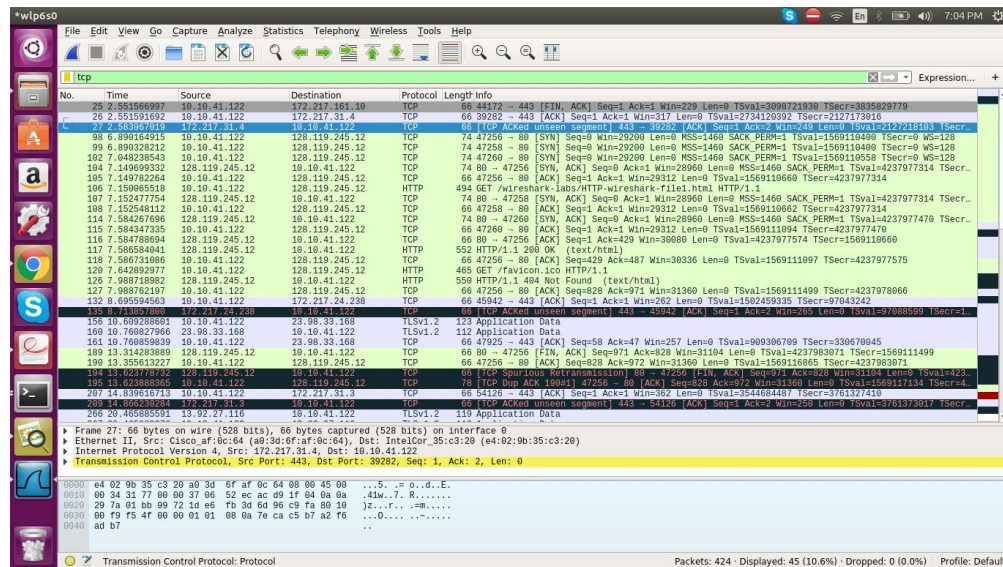 *wlp6s0
En
7:04 PM
File Edit View Go Capture Analyze Statistics Telephony Wireless Tools Help
tcp
Expression... +
No. Time Source Destination Protocol Length Info
25 2.551566997 10.10.41.122 172.217.161.10 TCP 66 44172 → 443 [FIN, ACK] Seq=1 Ack=1 Win=229 Len=0 TSval=3098721930 TSecr=3835829779
26 2.551591692 10.10.41.122 172.217.31.4 TCP 66 39282 → 443 [ACK] Seq=1 Ack=1 Win=317 Len=0 TSval=2734120392 TSecr=2127173016
27 2.583967019 172.217.31.4 10.10.41.122 TCP 66 [TCP ACKed unseen segment] 443 → 39282 [ACK] Seq=1 Ack=2 Win=249 Len=0 TSval=2127218103 TSecr…
98 6.890164915 10.10.41.122 128.119.245.12 TCP 74 47256 → 80 [SYN] Seq=0 Win=29200 Len=0 MSS=1460 SACK_PERM=1 TSval=1569110400 TSecr=0 WS=128
99 6.890328212 10.10.41.122 128.119.245.12 TCP 74 47258 → 80 [SYN] Seq=0 Win=29200 Len=0 MSS=1460 SACK_PERM=1 TSval=1569110400 TSecr=0 WS=128
102 7.048238543 10.10.41.122 128.119.245.12 TCP 74 47260 → 80 [SYN] Seq=0 Win=29200 Len=0 MSS=1460 SACK_PERM=1 TSval=1569110558 TSecr=0 WS=128
104 7.149699332 128.119.245.12 10.10.41.122 TCP 74 80 → 47256 [SYN, ACK] Seq=0 Ack=1 Win=28960 Len=0 MSS=1460 SACK_PERM=1 TSval=4237977314 TSecr…
105 7.149782264 10.10.41.122 128.119.245.12 TCP 66 47256 → 80 [ACK] Seq=1 Ack=1 Win=29312 Len=0 TSval=1569110660 TSecr=4237977314
106 7.150065518 10.10.41.122 128.119.245.12 HTTP 494 GET /wireshark-labs/HTTP-wireshark-file1.html HTTP/1.1
107 7.152477754 128.119.245.12 10.10.41.122 TCP 74 80 → 47258 [SYN, ACK] Seq=0 Ack=1 Win=28960 Len=0 MSS=1460 SACK_PERM=1 TSval=4237977314 TSecr…
108 7.152548112 10.10.41.122 128.119.245.12 TCP 66 47258 → 80 [ACK] Seq=1 Ack=1 Win=29312 Len=0 TSval=1569110662 TSecr=4237977314
114 7.584267696 128.119.245.12 10.10.41.122 TCP 74 80 → 47260 [SYN, ACK] Seq=0 Ack=1 Win=28960 Len=0 MSS=1460 SACK_PERM=1 TSval=4237977470 TSecr…
115 7.584347335 10.10.41.122 128.119.245.12 TCP 66 47260 → 80 [ACK] Seq=1 Ack=1 Win=29312 Len=0 TSval=1569111094 TSecr=4237977470
116 7.584788694 128.119.245.12 10.10.41.122 TCP 66 80 → 47256 [ACK] Seq=1 Ack=429 Win=30080 Len=0 TSval=4237977574 TSecr=1569110660
117 7.586584041 128.119.245.12 10.10.41.122 HTTP 552 HTTP/1.1 200 OK (text/html)
118 7.586731086 10.10.41.122 128.119.245.12 TCP 66 47256 → 80 [ACK] Seq=429 Ack=487 Win=30336 Len=0 TSval=1569111097 TSecr=4237977575
120 7.642892977 10.10.41.122 128.119.245.12 HTTP 465 GET /favicon.ico HTTP/1.1
126 7.988718982 128.119.245.12 10.10.41.122 HTTP 550 HTTP/1.1 404 Not Found (text/html)
127 7.988762197 10.10.41.122 128.119.245.12 TCP 66 47256 → 80 [ACK] Seq=828 Ack=971 Win=31360 Len=0 TSval=1569111499 TSecr=4237978066
132 8.695594563 10.10.41.122 172.217.24.238 TCP 66 45942 → 443 [ACK] Seq=1 Ack=1 Win=262 Len=0 TSval=1502459335 TSecr=97043242
135 8.713857800 172.217.24.238 10.10.41.122 TCP 66 [TCP ACKed unseen segment] 443 → 45942 [ACK] Seq=1 Ack=2 Win=265 Len=0 TSval=97088599 TSecr=1…
156 10.609288601 10.10.41.122 23.98.33.168 TLSv1.2 123 Application Data
160 10.760827966 23.98.33.168 10.10.41.122 TLSv1.2 112 Application Data
161 10.760859839 10.10.41.122 23.98.33.168 TCP 66 47925 → 443 [ACK] Seq=58 Ack=47 Win=257 Len=0 TSval=909306709 TSecr=330670045
189 13.314283889 128.119.245.12 10.10.41.122 TCP 66 80 → 47256 [FIN, ACK] Seq=971 Ack=828 Win=31104 Len=0 TSval=4237983071 TSecr=1569111499
190 13.355613227 10.10.41.122 128.119.245.12 TCP 66 47256 → 80 [ACK] Seq=828 Ack=972 Win=31360 Len=0 TSval=1569116865 TSecr=4237983071
194 13.623778732 128.119.245.12 10.10.41.122 TCP 66 [TCP Spurious Retransmission] 80 → 47256 [FIN, ACK] Seq=971 Ack=828 Win=31104 Len=0 TSval=423…
195 13.623888365 10.10.41.122 128.119.245.12 TCP 78 [TCP Dup ACK 190#1] 47256 → 80 [ACK] Seq=828 Ack=972 Win=31360 Len=0 TSval=1569117134 TSecr=4…
207 14.839616713 10.10.41.122 172.217.31.3 TCP 66 54126 → 443 [ACK] Seq=1 Ack=1 Win=362 Len=0 TSval=3544684487 TSecr=3761327410
209 14.866230284 172.217.31.3 10.10.41.122 TCP 66 [TCP ACKed unseen segment] 443 → 54126 [ACK] Seq=1 Ack=2 Win=250 Len=0 TSval=3761373017 TSecr…
266 20.465885591 13.92.27.116 10.10.41.122 TLSv1.2 119 Application Data
Frame 27: 66 bytes on wire (528 bits), 66 bytes captured (528 bits) on interface 0
Ethernet II, Src: Cisco_af:0c:64 (a0:3d:6f:af:0c:64), Dst: IntelCor_35:c3:20 (e4:02:9b:35:c3:20)
Internet Protocol Version 4, Src: 172.217.31.4, Dst: 10.10.41.122
Transmission Control Protocol, Src Port: 443, Dst Port: 39282, Seq: 1, Ack: 2, Len: 0
0000 e4 02 9b 35 c3 20 a0 3d 6f af 0c 64 08 00 45 00 ...5. .= o..d..E.
0010 00 34 31 77 00 00 37 06 52 ec ac d9 1f 04 0a 0a .41w..7. R.......
0020 29 7a 01 bb 99 72 1d e6 fb 3d 6d 96 c9 fa 80 10 )z...r.. .=m.....
0030 00 f9 f5 4f 00 00 01 01 08 0a 7e ca c5 b7 a2 f6 ...O.... ..~.....
0040 ad b7 ..
Transmission Control Protocol: Protocol
Packets: 424 · Displayed: 45 (10.6%) · Dropped: 0 (0.0%)
Profile: Defaul